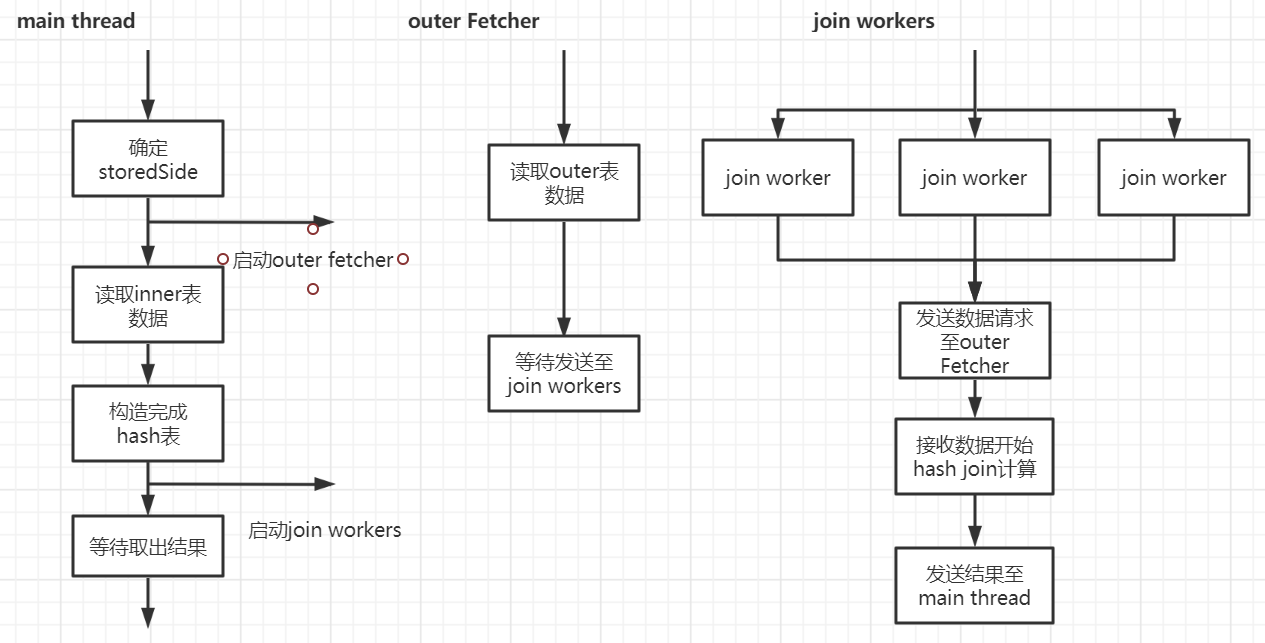 main thread
确定
storedSide
启动outer fetcher
读取inner表
数据
构造完成
hash表
启动join workers
等待取出结果
outer Fetcher
读取outer表
数据
等待发送至
join workers
join workers
join worker
join worker
join worker
发送数据请求
至outer
Fetcher
接收数据开始
hash join计算
发送结果至
main thread